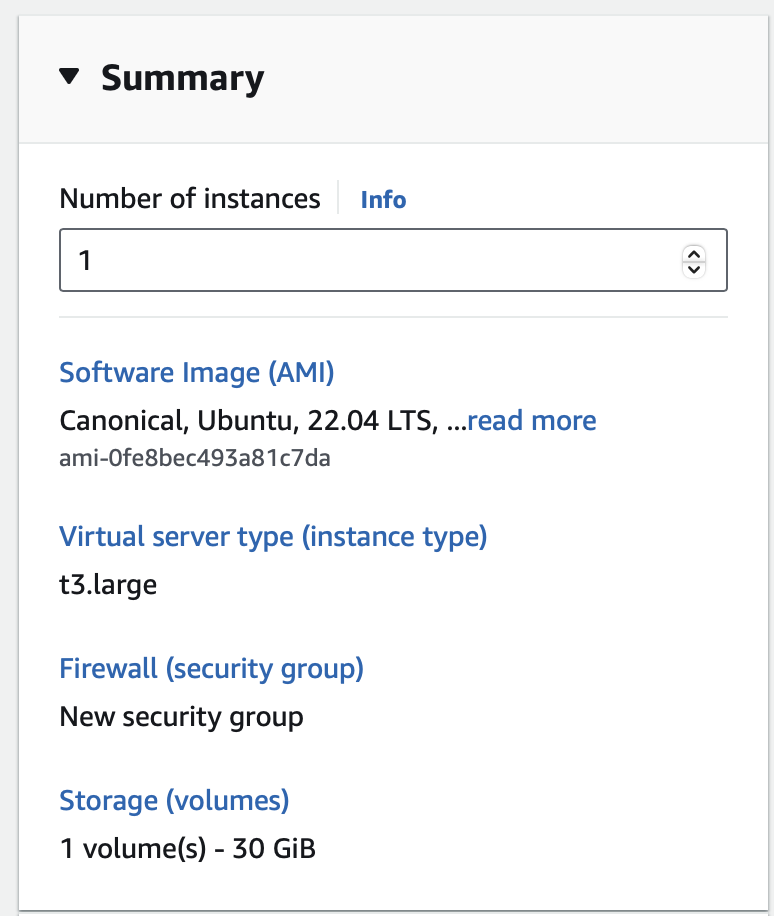 Summary
Number of instances Info
1
Software Image (AMI)
Canonical, Ubuntu, 22.04 LTS, ...read more
ami-0fe8bec493a81c7da
Virtual server type (instance type)
t3.large
Firewall (security group)
New security group
Storage (volumes)
1 volume(s) - 30 GiB